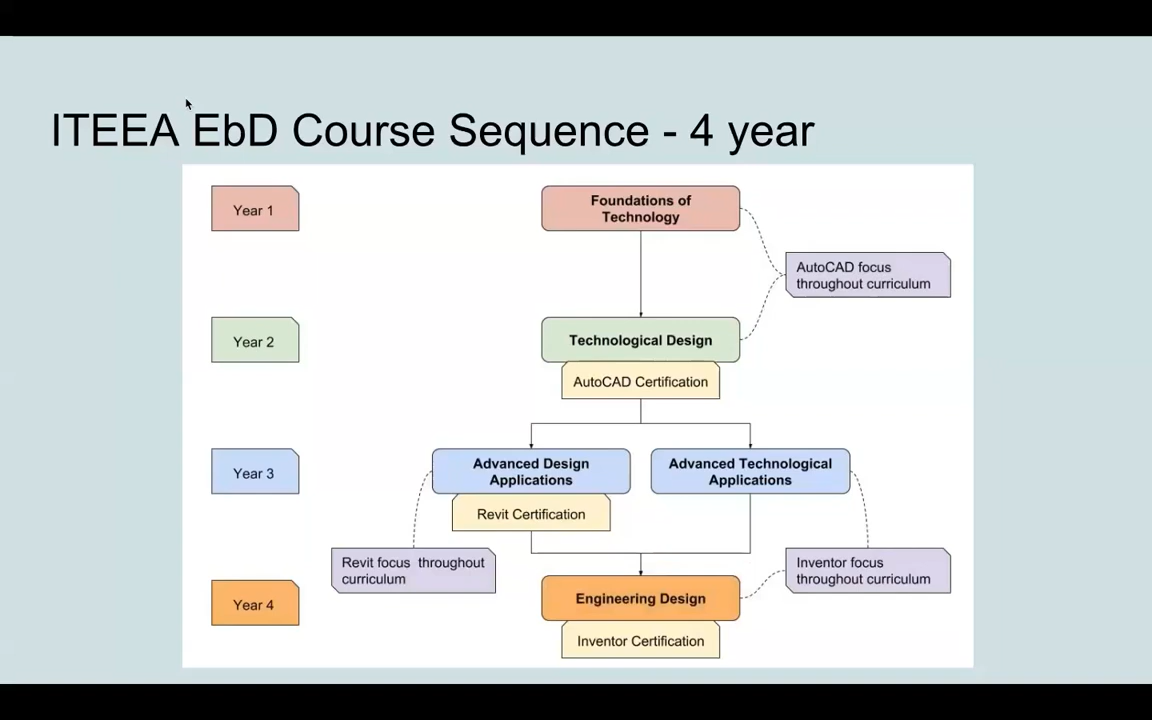 ITEEA EbD Course Sequence - 4 year
Year 1
Foundations of
Technology
AutoCAD focus
throughout curriculum
Year 2
Technological Design
AutoCAD Certification
Year 3
Advanced Design
Applications
Advanced Technological
Applications
Revit Certification
Revit focus throughout
curriculum
Inventor focus
throughout curriculum
Year 4
Engineering Design
Inventor Certification